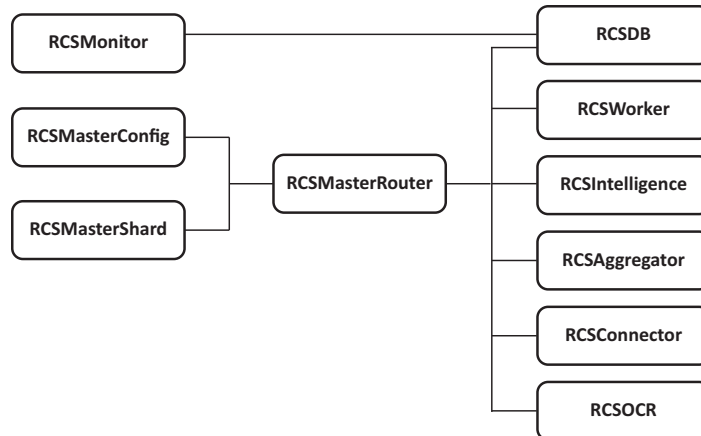 RCSMonitor
RCSDB
RCSMasterConfig
RCSWorker
RCSMasterRouter
RCSIntelligence
RCSMasterShard
RCSAggregator
RCSConnector
RCSOCR